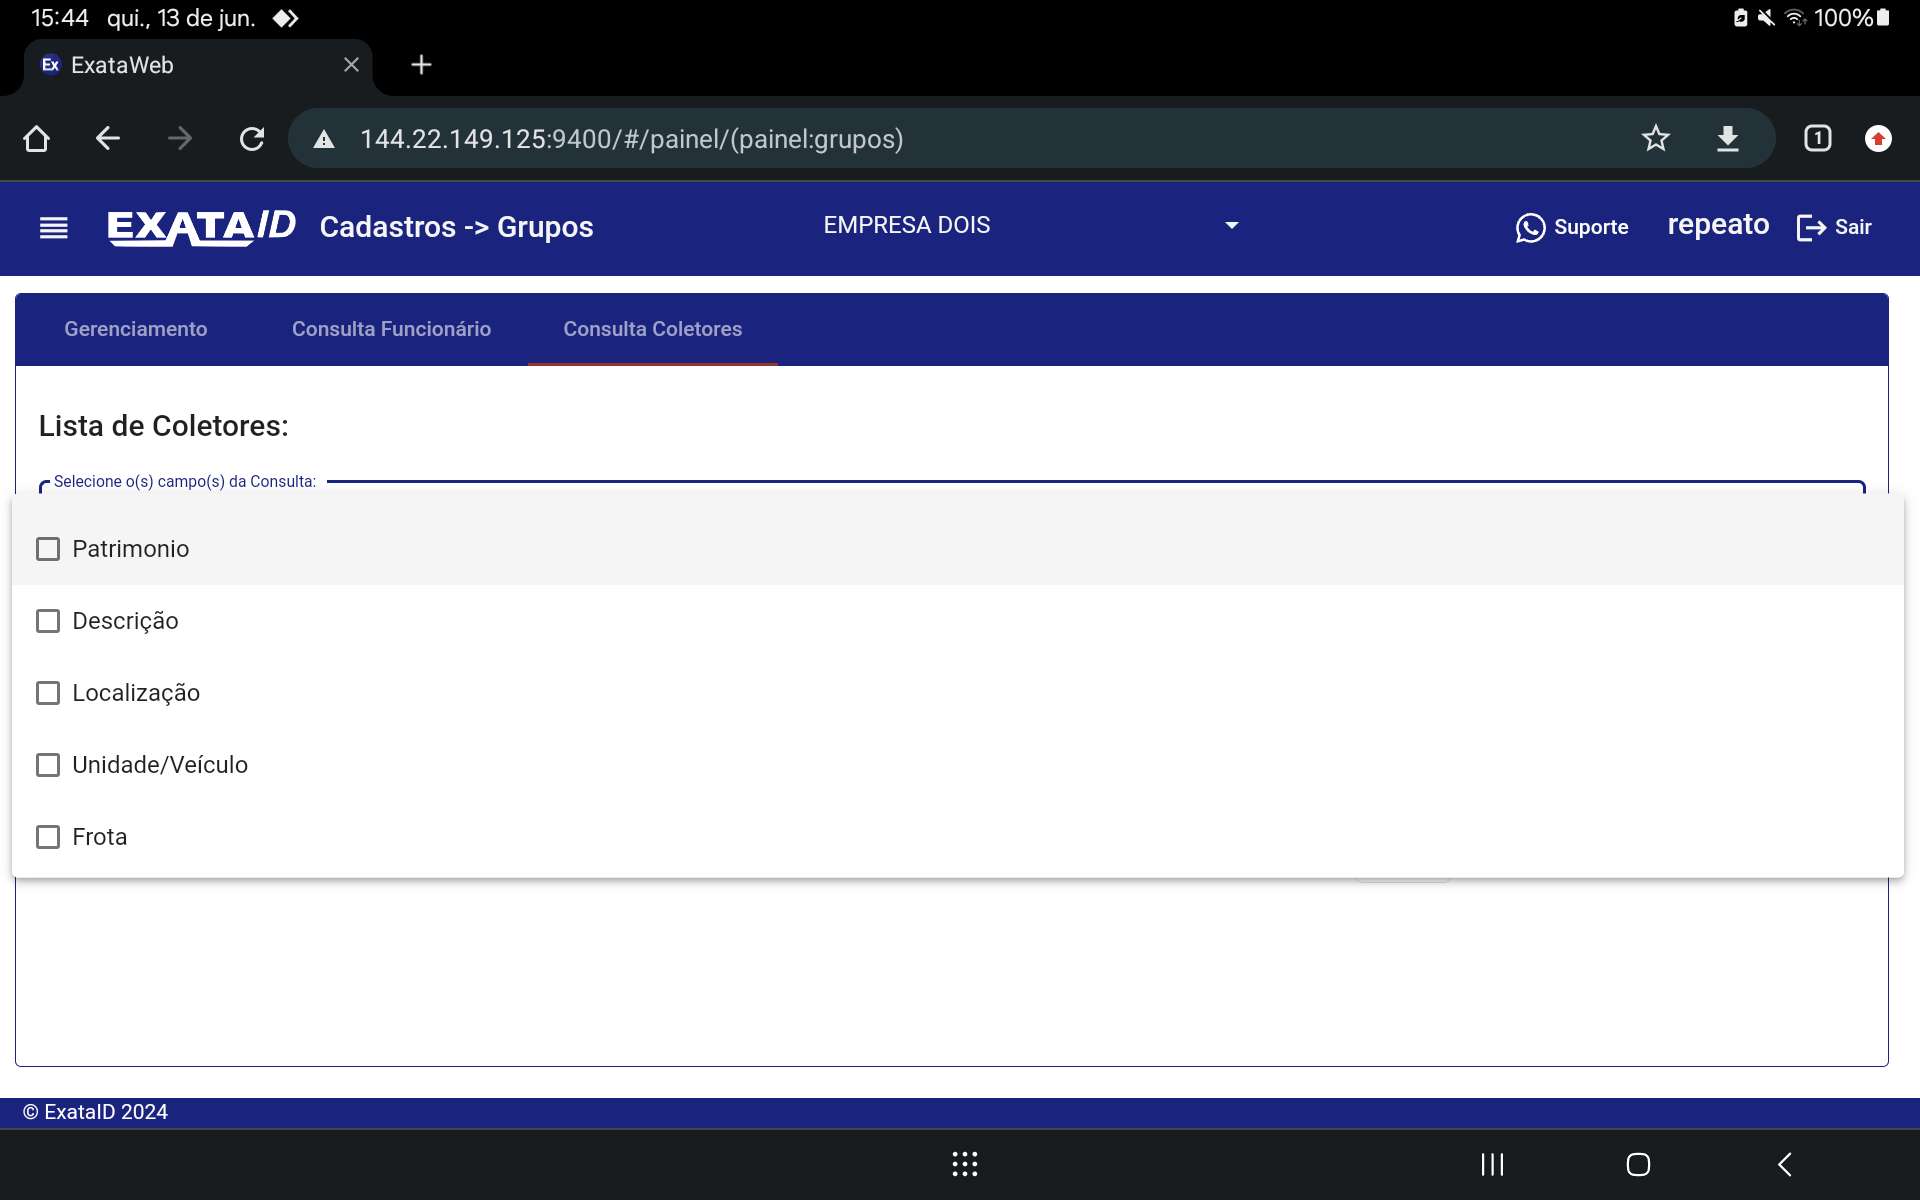 15:44 qui., 13 de jun. 100%
Ex ExataWeb
144.22.149.125:9400/#/painel/(painel:grupos)
1
EXATAID Cadastros -> Grupos EMPRESA DOIS Suporte repeato Sair
Gerenciamento Consulta Funcionário Consulta Coletores
Lista de Coletores:
Selecione o(s) campo(s) da Consulta:
Patrimonio
Descrição
Localização
Unidade/Veículo
Frota
© ExataID 2024